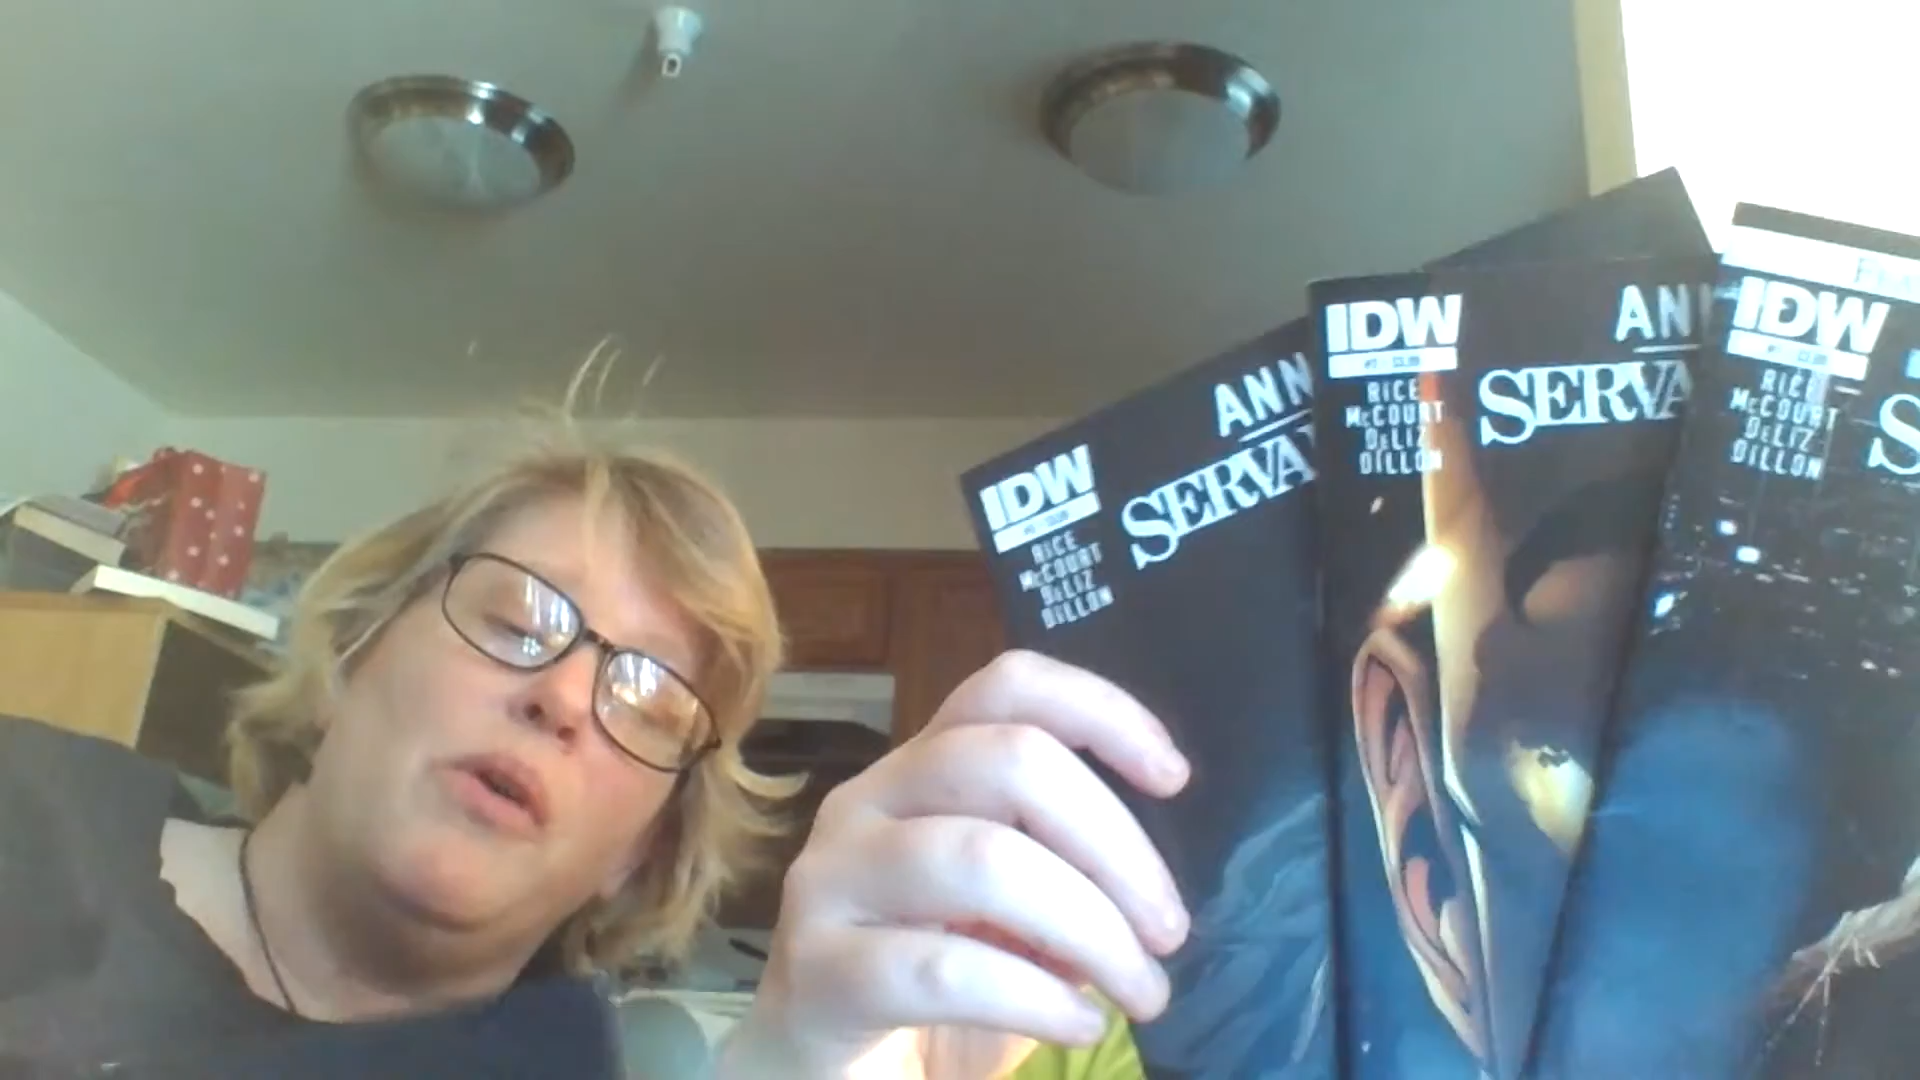 ANN
IDW
SERVA
RICE
McCOURT
DeLIZ
DILLON
ANN
IDW
SERVA
RICE
McCOURT
DeLIZ
DILLON
IDW
S
RICE
McCOURT
DeLIZ
DILLON